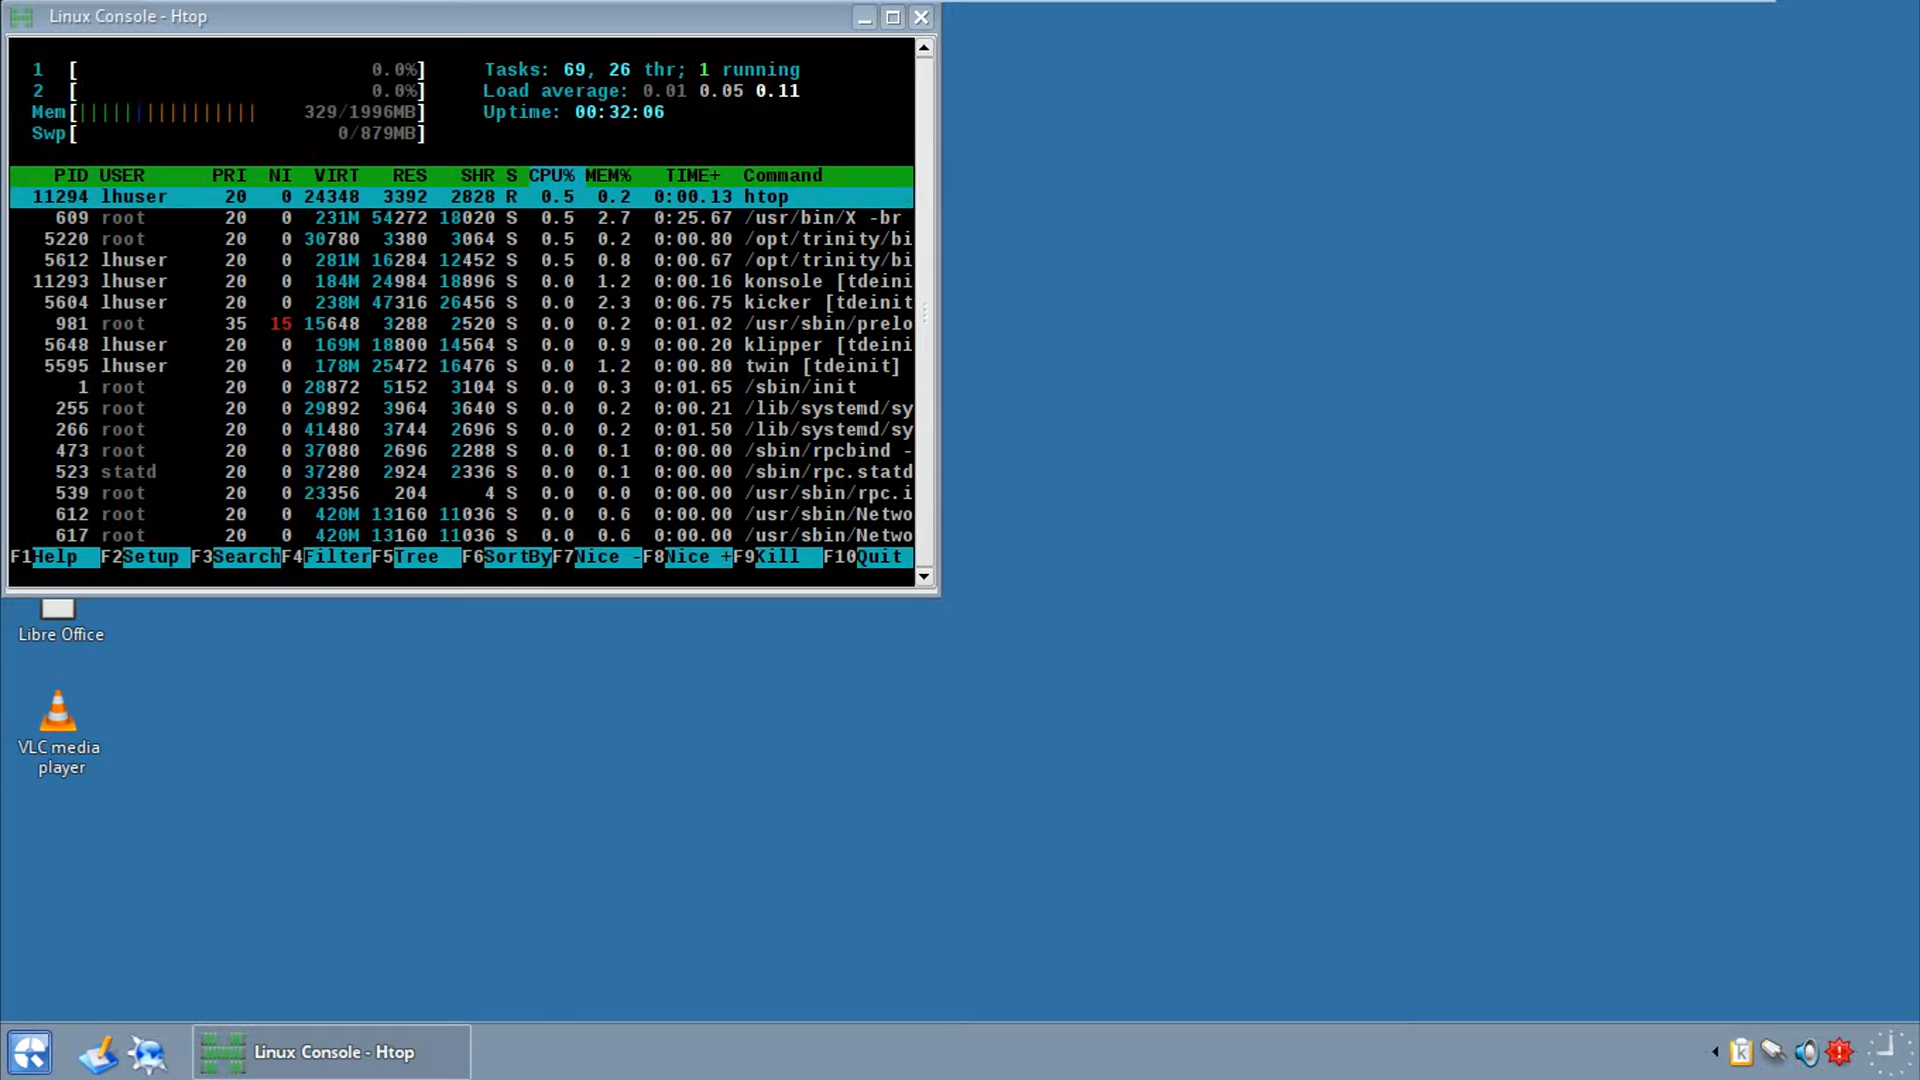 Linux Console - Htop
1 [ 0.0%] Tasks: 69, 26 thr; 1 running
2 [ 0.0%] Load average: 0.01 0.05 0.11
Mem[|||||||||||||||| 329/1996MB] Uptime: 00:32:06
Swp[ 0/879MB]
PID USER PRI NI VIRT RES SHR S CPU% MEM% TIME+ Command
11294 lhuser 20 0 24348 3392 2828 R 0.5 0.2 0:00.13 htop
609 root 20 0 231M 54272 18020 S 0.5 2.7 0:25.67 /usr/bin/X -br
5220 root 20 0 30780 3380 3064 S 0.5 0.2 0:00.80 /opt/trinity/bi
5612 lhuser 20 0 281M 16284 12452 S 0.5 0.8 0:00.67 /opt/trinity/bi
11293 lhuser 20 0 184M 24984 18896 S 0.0 1.2 0:00.16 konsole [tdeini
5604 lhuser 20 0 238M 47316 26456 S 0.0 2.3 0:06.75 kicker [tdeinit
981 root 35 15 15648 3288 2520 S 0.0 0.2 0:01.02 /usr/sbin/prelo
5648 lhuser 20 0 169M 18800 14564 S 0.0 0.9 0:00.20 klipper [tdeini
5595 lhuser 20 0 178M 25472 16476 S 0.0 1.2 0:00.80 twin [tdeinit]
1 root 20 0 28872 5152 3104 S 0.0 0.3 0:01.65 /sbin/init
255 root 20 0 29892 3964 3640 S 0.0 0.2 0:00.21 /lib/systemd/sy
266 root 20 0 41480 3744 2696 S 0.0 0.2 0:01.50 /lib/systemd/sy
473 root 20 0 37080 2696 2288 S 0.0 0.1 0:00.00 /sbin/rpcbind -
523 statd 20 0 37280 2924 2336 S 0.0 0.1 0:00.00 /sbin/rpc.statd
539 root 20 0 23356 204 4 S 0.0 0.0 0:00.00 /usr/sbin/rpc.i
612 root 20 0 420M 13160 11036 S 0.0 0.6 0:00.00 /usr/sbin/Netwo
617 root 20 0 420M 13160 11036 S 0.0 0.6 0:00.00 /usr/sbin/Netwo
F1Help F2Setup F3SearchF4FilterF5Tree F6SortByF7Nice -F8Nice +F9Kill F10Quit
Libre Office
VLC media
player
Linux Console - Htop
k